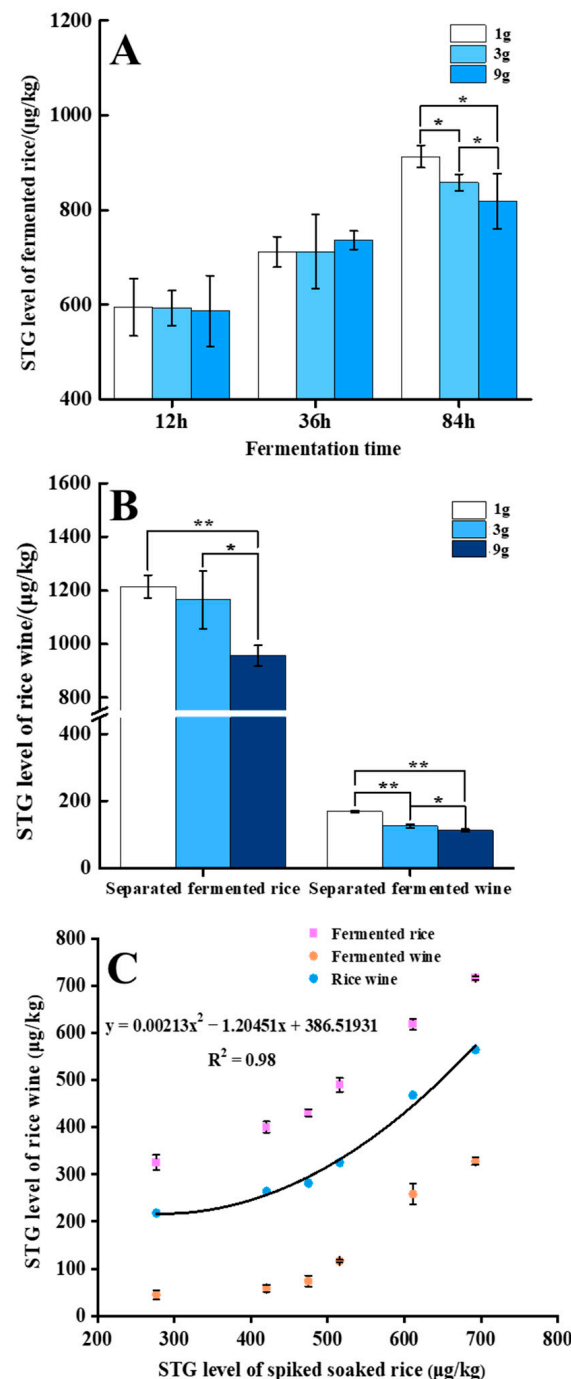 A
1g
3g
9g
*
*
*
1200
1000
800
600
400
STG level of fermented rice/(μg/kg)
12h 36h 84h
Fermentation time
B
1g
3g
9g
**
*
**
**
*
1600
1400
1200
1000
800
400
200
0
STG level of rice wine/(μg/kg)
Separated fermented rice Separated fermented wine
C
Fermented rice
Fermented wine
Rice wine
y = 0.00213x² − 1.20451x + 386.51931
R² = 0.98
800
700
600
500
400
300
200
100
0
STG level of rice wine (μg/kg)
200 300 400 500 600 700 800
STG level of spiked soaked rice (μg/kg)